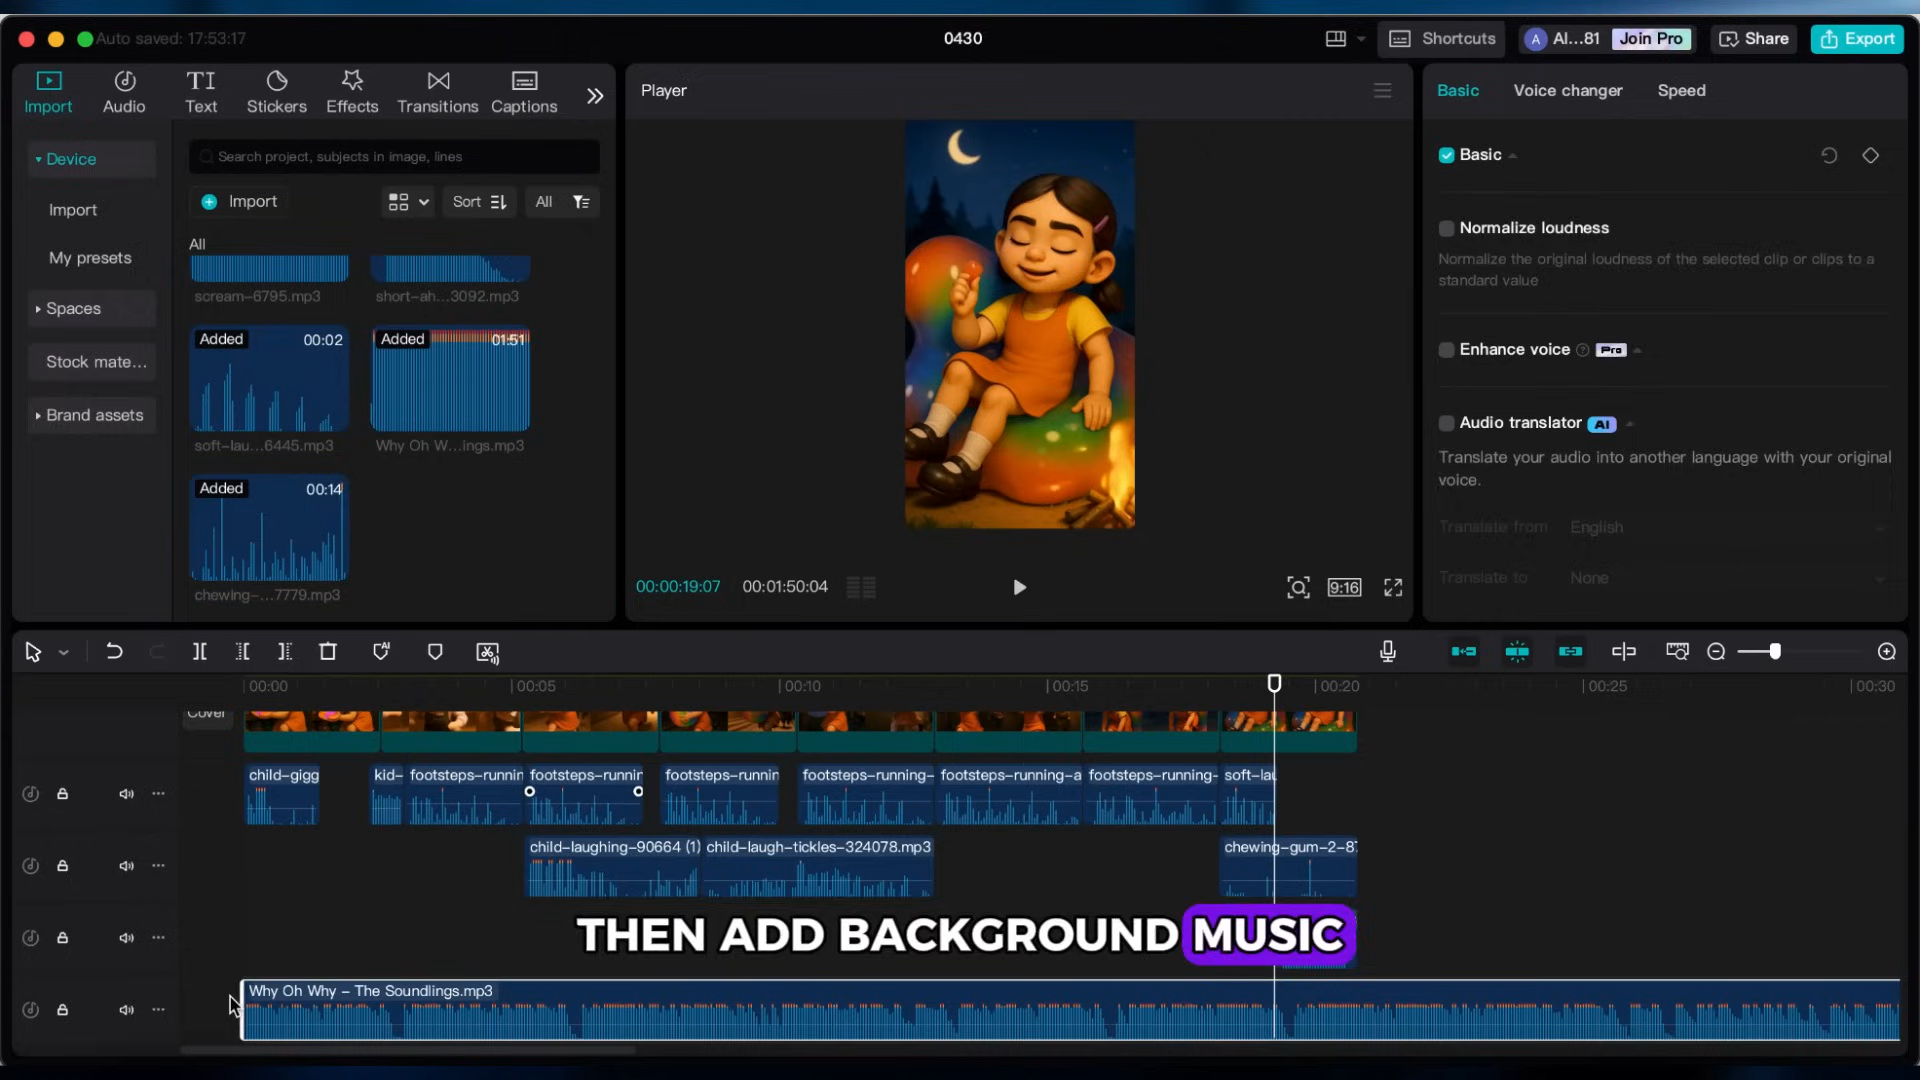 Auto saved: 17:53:17
0430
Shortcuts
A
Al...81
Join Pro
Share
Export
Import
Audio
TI
Text
Stickers
Effects
Transitions
Captions
Player
Basic
Voice changer
Speed
Device
Import
My presets
Spaces
Stock mate...
Brand assets
Search project, subjects in image, lines
Import
Sort
All
All
scream-6795.mp3
short-ah...3092.mp3
Added
00:02
Added
01:51
soft-lau...6445.mp3
Why Oh W...ings.mp3
Added
00:14
chewing-...7779.mp3
Basic
Normalize loudness
Normalize the original loudness of the selected clip or clips to a
standard value
Enhance voice
Pro
Audio translator
AI
Translate your audio into another language with your original
voice.
Translate from
English
Translate to
None
00:00:19:07
00:01:50:04
9:16
AI
00:00
00:05
00:10
00:15
00:20
00:25
00:30
Cover
child-gigg
kid-
footsteps-runnin
footsteps-runnin
footsteps-runnin
footsteps-running-
footsteps-running-a
footsteps-running-
soft-lau
child-laughing-90664 (1)
child-laugh-tickles-324078.mp3
chewing-gum-2-87
THEN ADD BACKGROUND MUSIC
Why Oh Why – The Soundlings.mp3